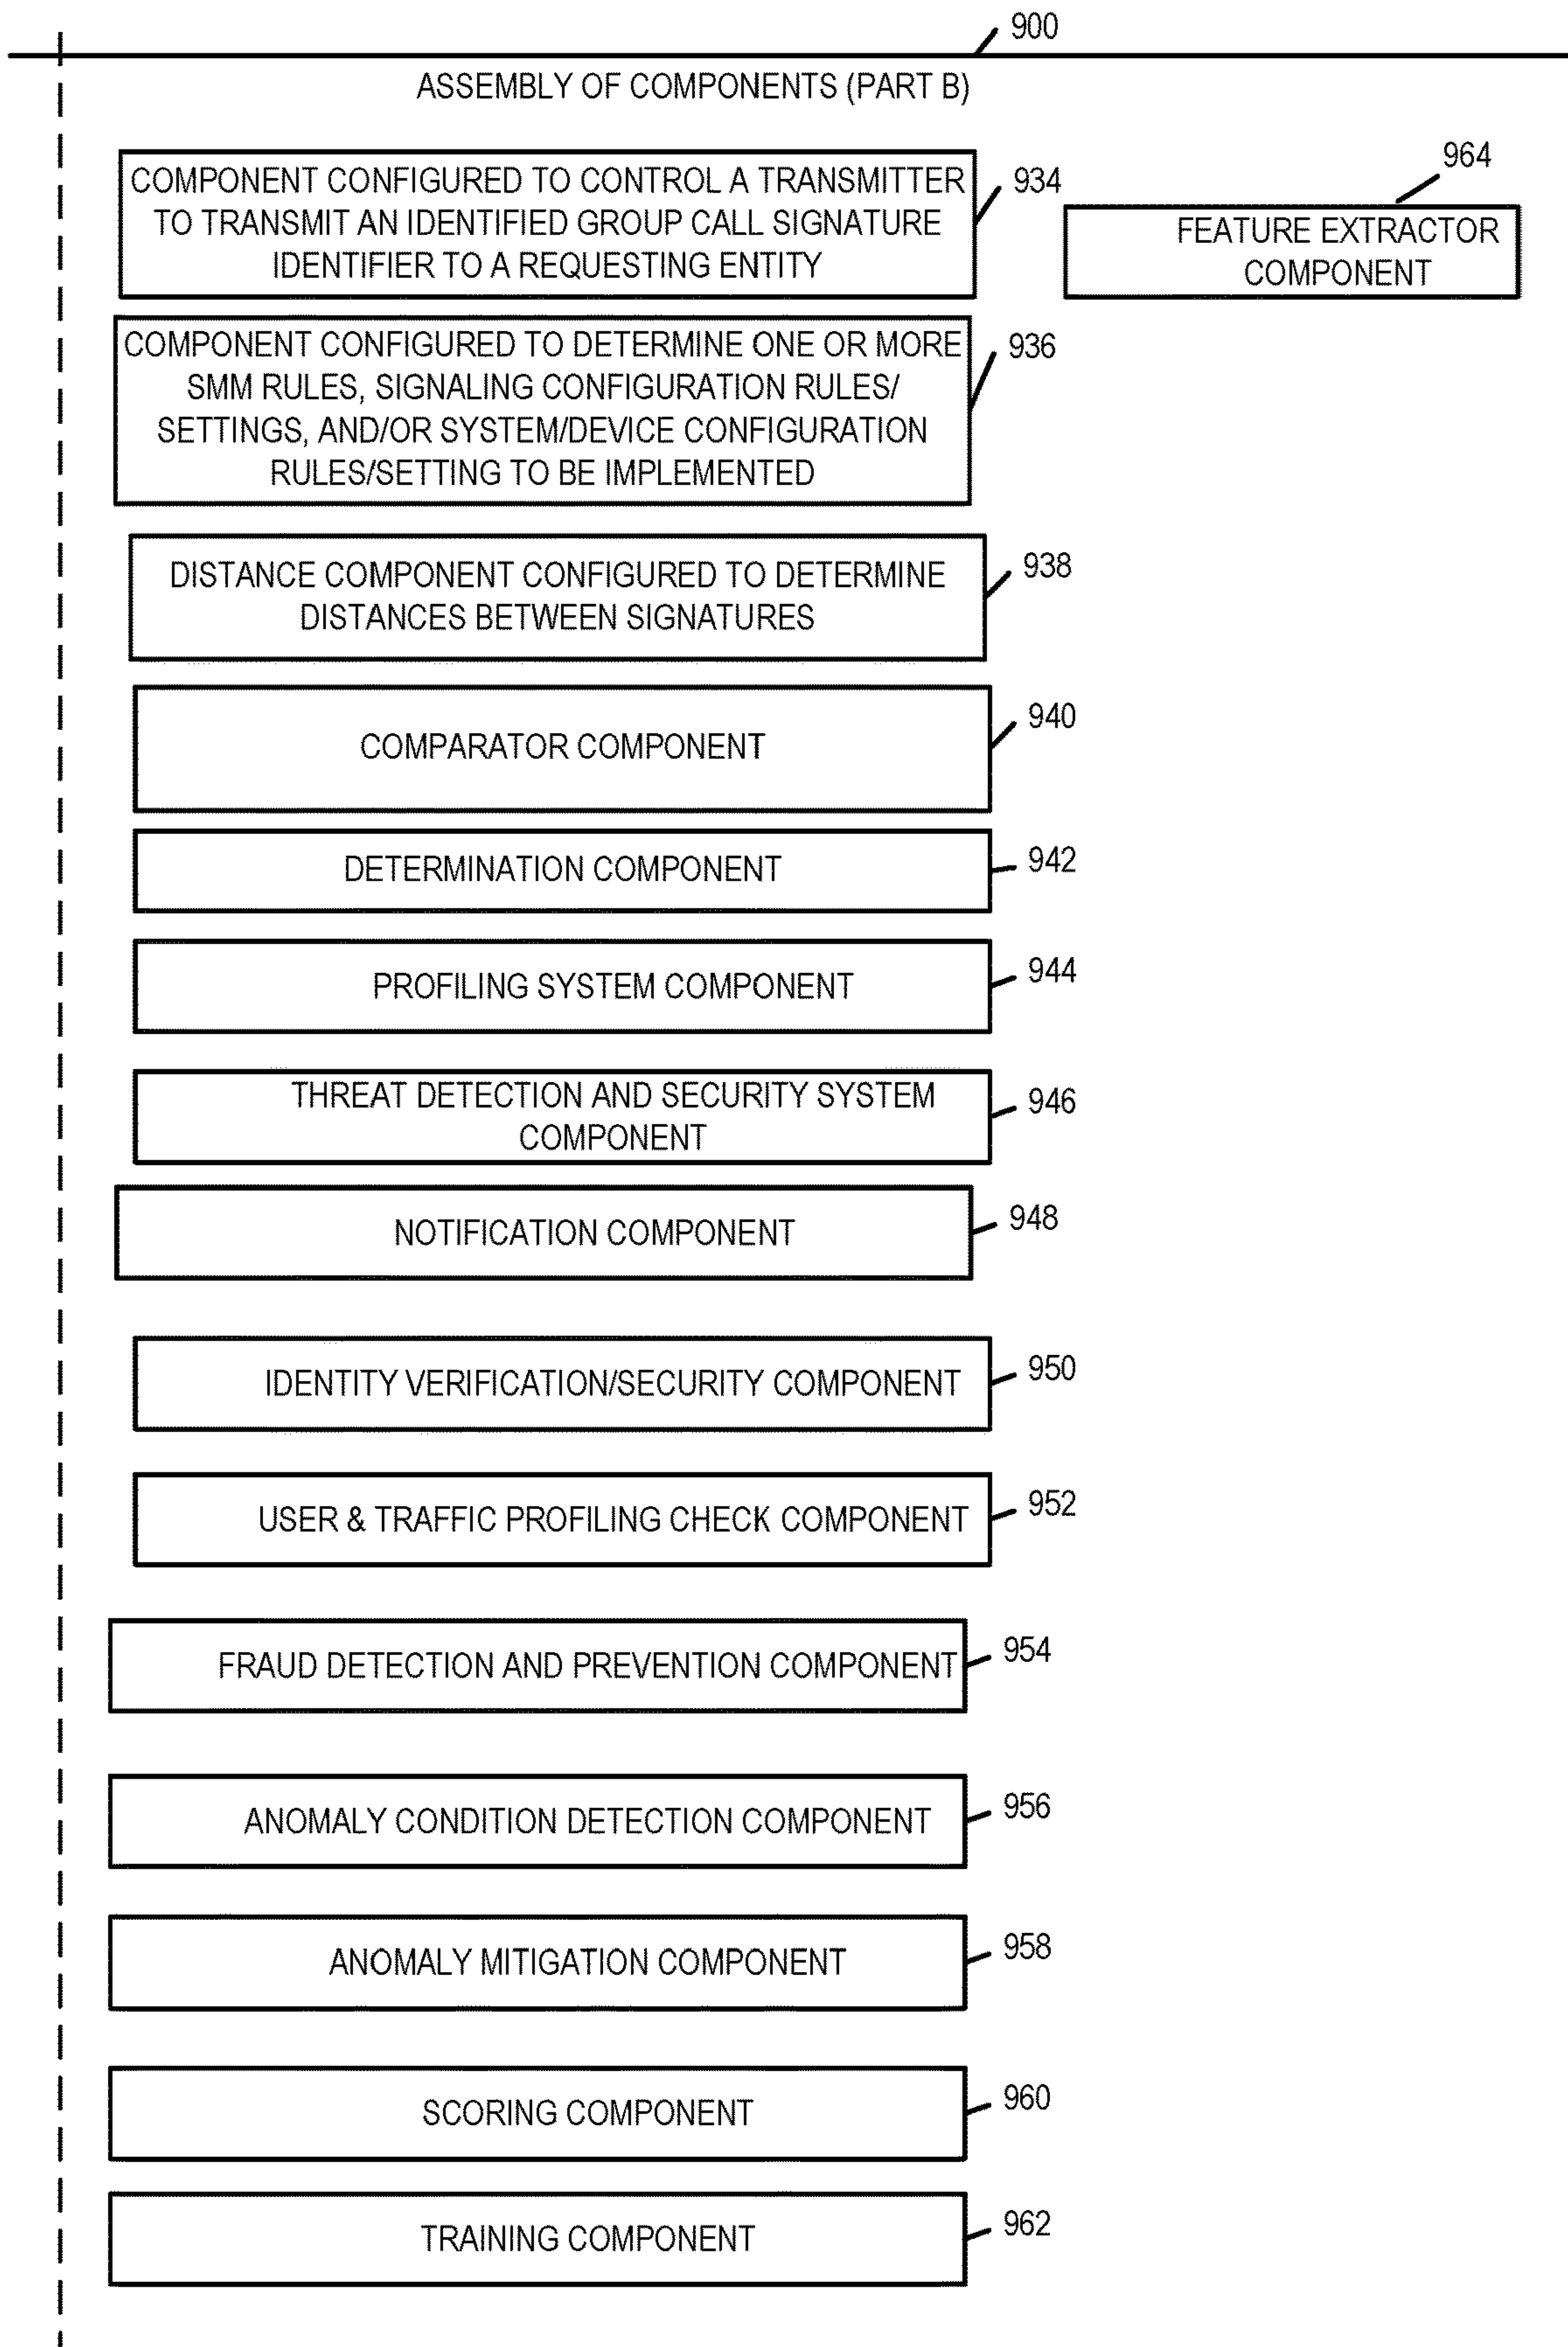 900
ASSEMBLY OF COMPONENTS (PART B)
COMPONENT CONFIGURED TO CONTROL A TRANSMITTER
TO TRANSMIT AN IDENTIFIED GROUP CALL SIGNATURE
IDENTIFIER TO A REQUESTING ENTITY
934
964
FEATURE EXTRACTOR
COMPONENT
COMPONENT CONFIGURED TO DETERMINE ONE OR MORE
SMM RULES, SIGNALING CONFIGURATION RULES/
SETTINGS, AND/OR SYSTEM/DEVICE CONFIGURATION
RULES/SETTING TO BE IMPLEMENTED
936
DISTANCE COMPONENT CONFIGURED TO DETERMINE
DISTANCES BETWEEN SIGNATURES
938
COMPARATOR COMPONENT
940
DETERMINATION COMPONENT
942
PROFILING SYSTEM COMPONENT
944
THREAT DETECTION AND SECURITY SYSTEM
COMPONENT
946
NOTIFICATION COMPONENT
948
IDENTITY VERIFICATION/SECURITY COMPONENT
950
USER & TRAFFIC PROFILING CHECK COMPONENT
952
FRAUD DETECTION AND PREVENTION COMPONENT
954
ANOMALY CONDITION DETECTION COMPONENT
956
ANOMALY MITIGATION COMPONENT
958
SCORING COMPONENT
960
TRAINING COMPONENT
962